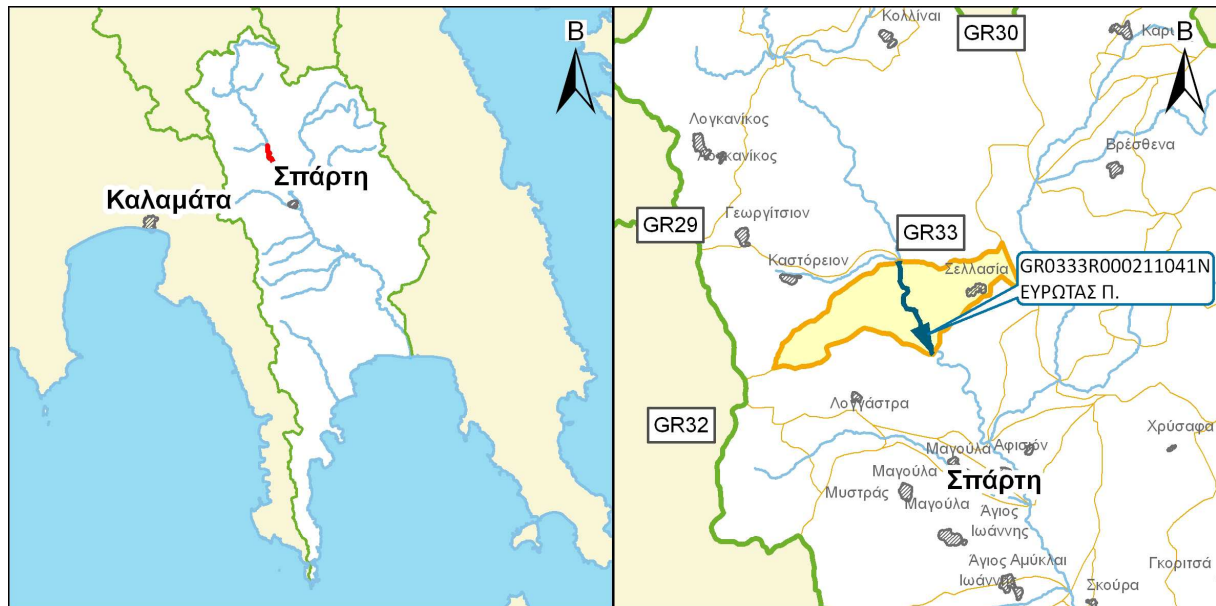 Β
Σπάρτη
Καλαμάτα
Κολλίναι
GR30
Καρι
Β
Λογκανίκος
Λογκανίκος
Βρέσθενα
Γεωργίτσιον
GR29
GR33
Καστόρειον
Σελλασία
GR0333R000211041N
ΕΥΡΩΤΑΣ Π.
Λογγάστρα
GR32
Χρύσαφα
Αφισιόν
Μαγούλα
Μαγούλα
Σπάρτη
Μυστράς
Μαγούλα
Άγιος
Ιωάννης
Άγιος
Ιωάννης
Αμύκλαι
Γκοριτσά
Σκούρα